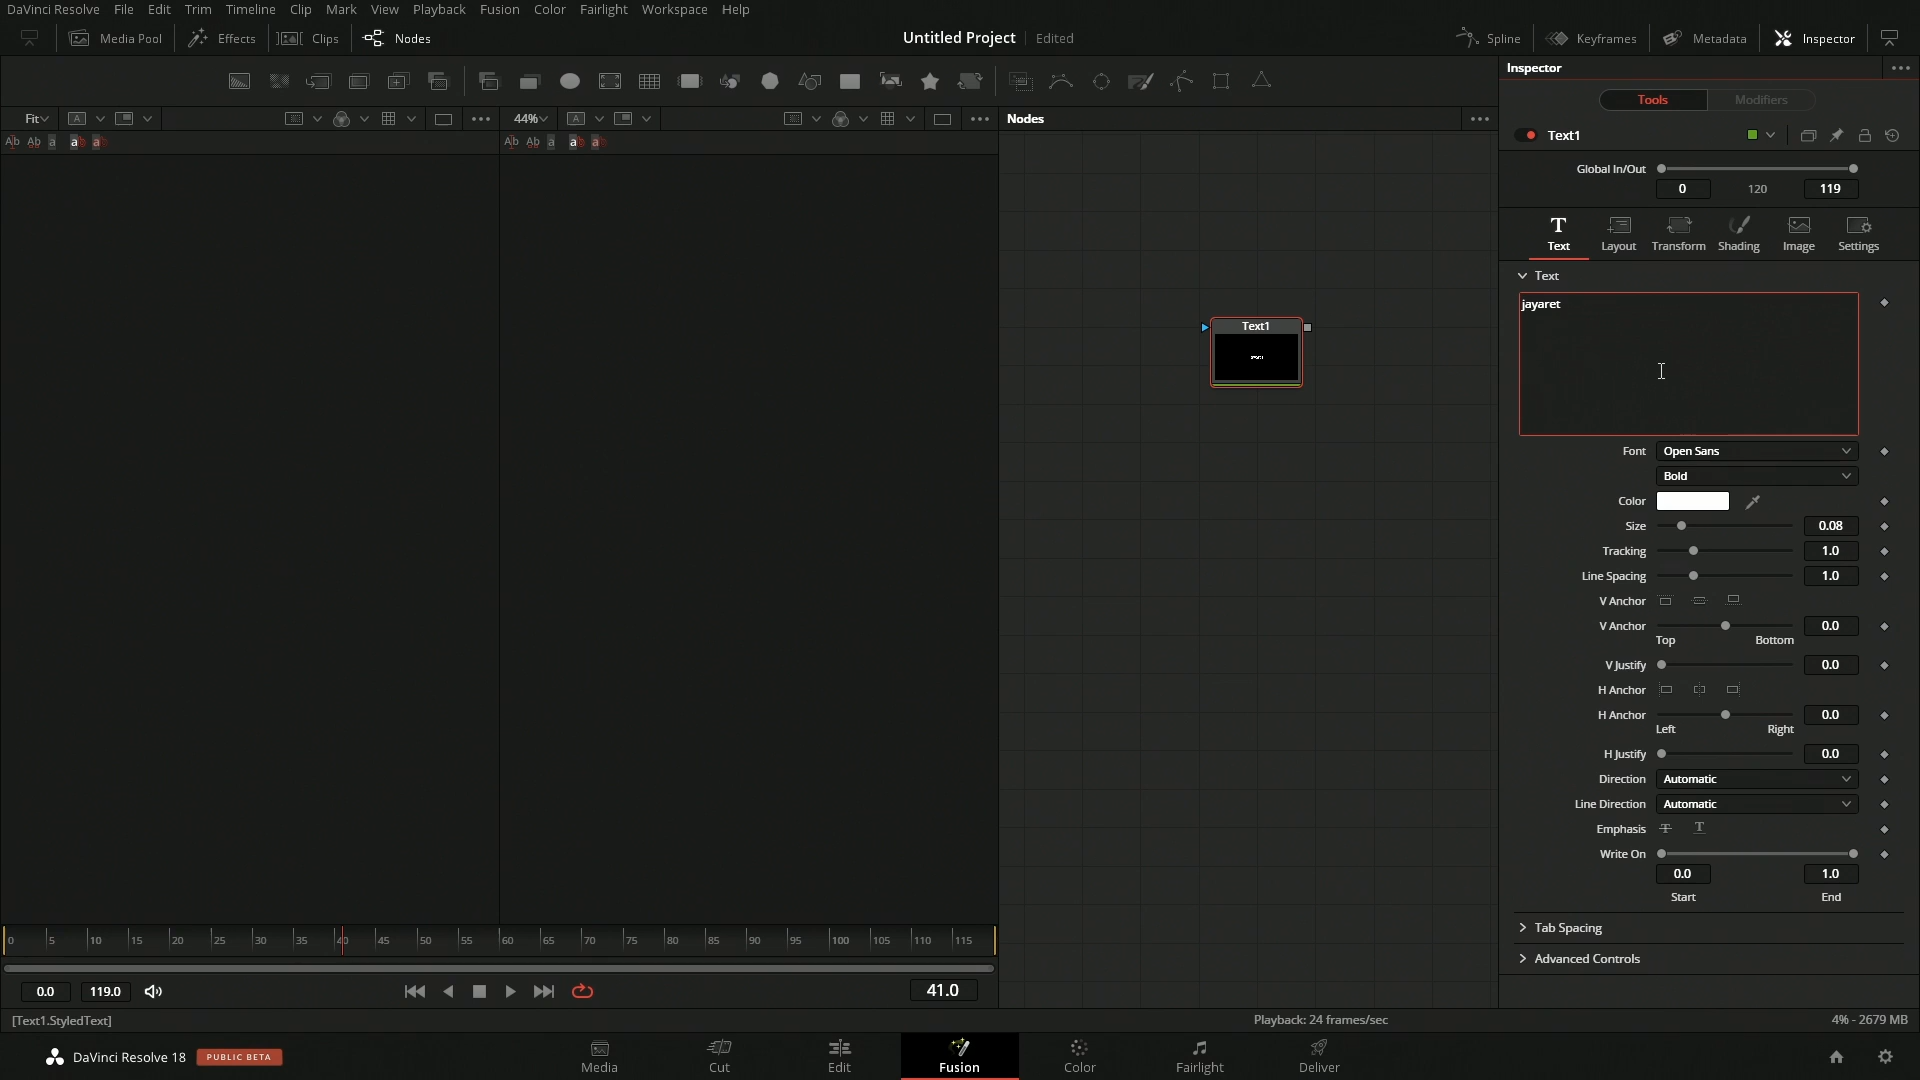 DaVinci Resolve File Edit Trim Timeline Clip Mark View Playback Fusion Color Fairlight Workspace Help
Media Pool Effects Clips Nodes Untitled Project Edited Spline Keyframes Metadata Inspector
Inspector
Tools Modifiers
Fit 44% Nodes
Text1
Global In/Out
0 120 119
Text Layout Transform Shading Image Settings
Text
jayaret
Text1
Font Open Sans
Bold
Color
Size 0.08
Tracking 1.0
Line Spacing 1.0
V Anchor
V Anchor 0.0
Top Bottom
V Justify 0.0
H Anchor
H Anchor 0.0
Left Right
H Justify 0.0
Direction Automatic
Line Direction Automatic
Emphasis
Write On
0.0 1.0
Start End
Tab Spacing
Advanced Controls
0 5 10 15 20 25 30 35 40 45 50 55 60 65 70 75 80 85 90 95 100 105 110 115
0.0 119.0 41.0
[Text1.StyledText] Playback: 24 frames/sec 4% - 2679 MB
DaVinci Resolve 18 PUBLIC BETA Media Cut Edit Fusion Color Fairlight Deliver